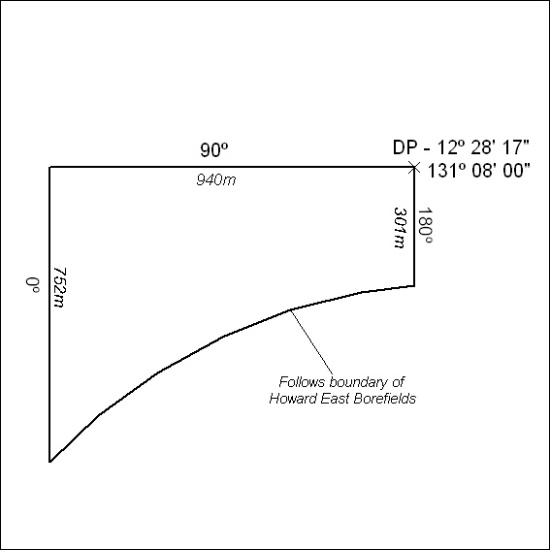 90º
DP - 12º 28' 17"
131º 08' 00"
940m
301m
180º
0º
752m
Follows boundary of
Howard East Borefields